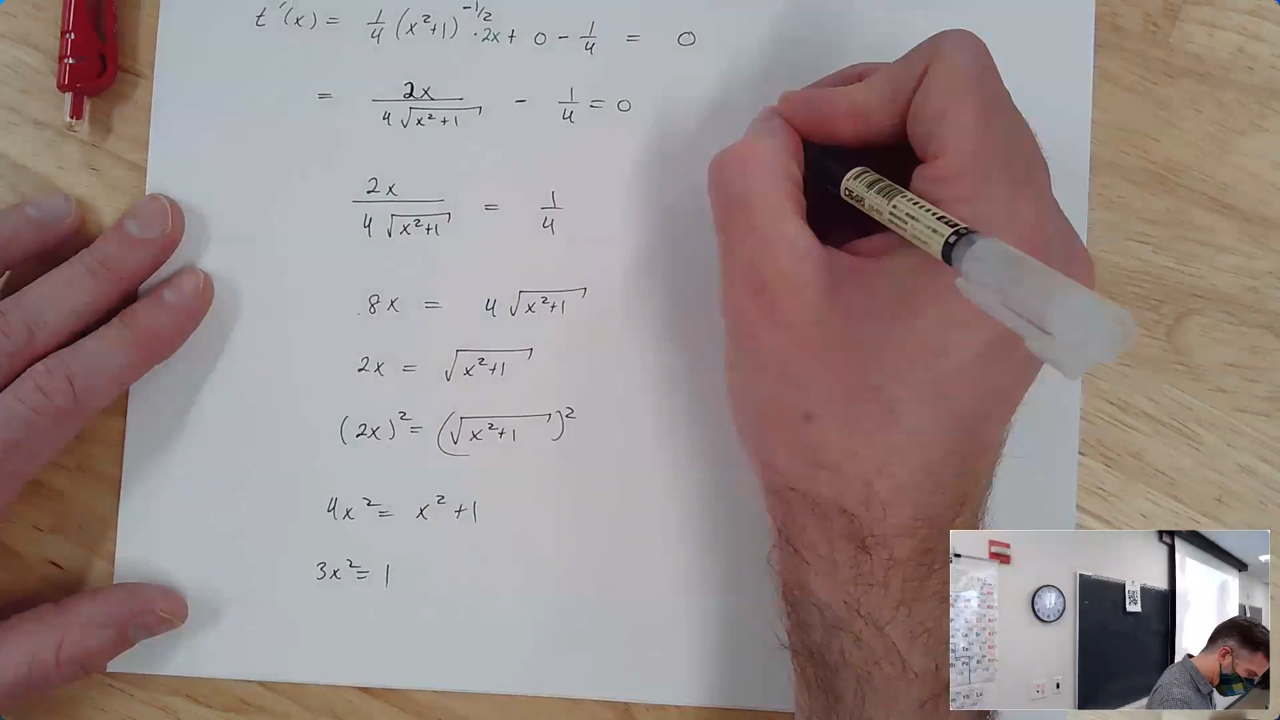 t'(x) = 1/4 (x²+1)^(-1/2) · 2x + 0 - 1/4 = 0
= 2x / (4√(x²+1)) - 1/4 = 0
2x / (4√(x²+1)) = 1/4
8x = 4√(x²+1)
2x = √(x²+1)
(2x)² = (√(x²+1))²
4x² = x²+1
3x² = 1